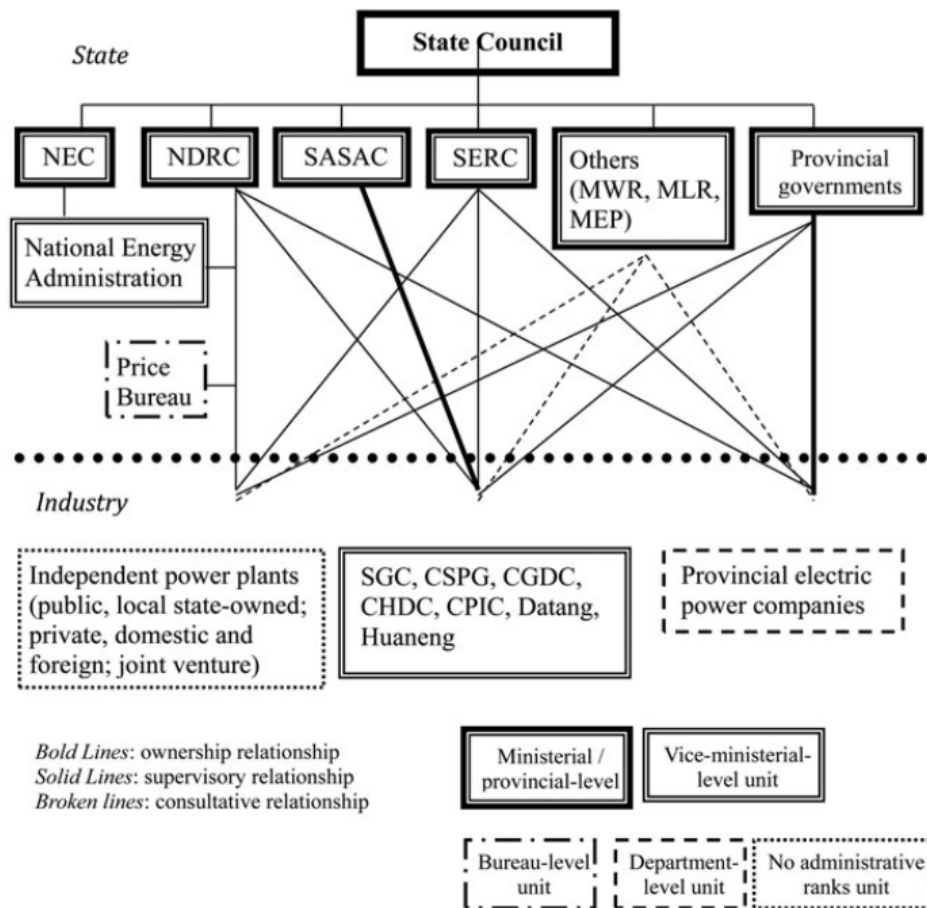 State Council
State
NEC
NDRC
SASAC
SERC
Others
(MWR, MLR,
MEP)
Provincial
governments
National Energy
Administration
Price
Bureau
Industry
Independent power plants
(public, local state-owned;
private, domestic and
foreign; joint venture)
SGC, CSPG, CGDC,
CHDC, CPIC, Datang,
Huaneng
Provincial electric
power companies
Bold Lines: ownership relationship
Solid Lines: supervisory relationship
Broken lines: consultative relationship
Ministerial /
provincial-level
Vice-ministerial-
level unit
Bureau-level
unit
Department-
level unit
No administrative
ranks unit